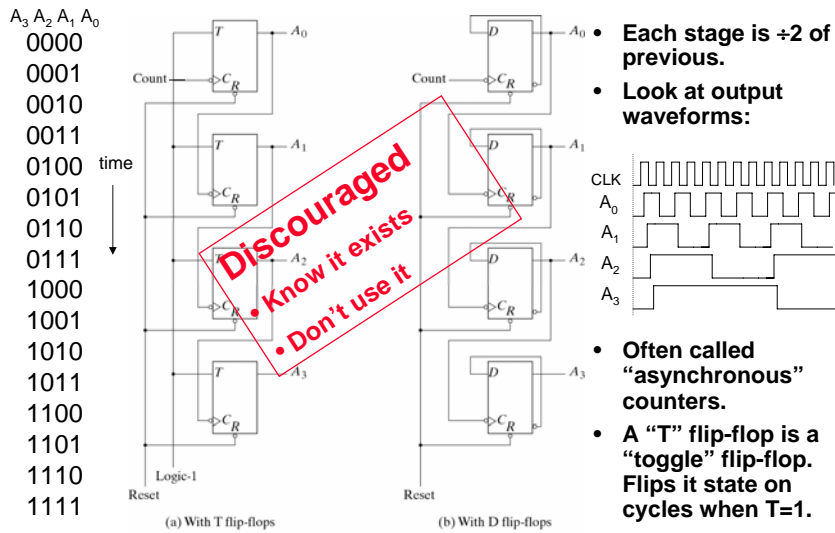 A3 A2 A1 A0
0000
0001
0010
0011
0100
0101
0110
0111
1000
1001
1010
1011
1100
1101
1110
1111
time
T
A0
Count
C
R
T
A1
C
R
T
A2
C
R
T
A3
C
R
Logic-1
Reset
(a) With T flip-flops
D
A0
Count
C
R
D
A1
C
R
D
A2
C
R
D
A3
C
R
Reset
(b) With D flip-flops
Discouraged
• Know it exists
• Don't use it
• Each stage is ÷2 of
previous.
• Look at output
waveforms:
CLK
A0
A1
A2
A3
• Often called
“asynchronous”
counters.
• A “T” flip-flop is a
“toggle” flip-flop.
Flips it state on
cycles when T=1.